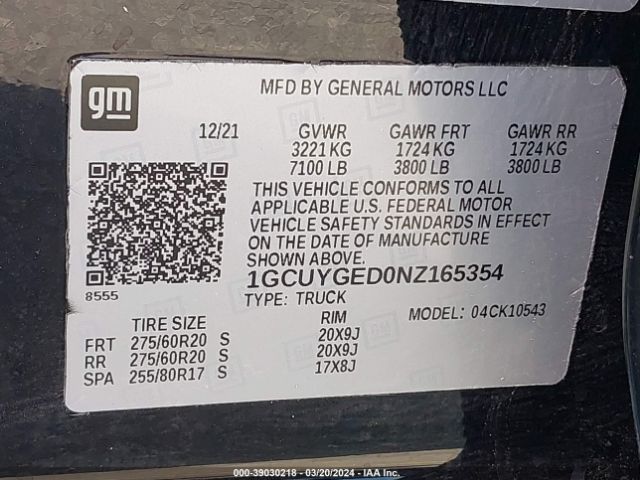 gm
MFD BY GENERAL MOTORS LLC
12/21 GVWR GAWR FRT GAWR RR
3221 KG 1724 KG 1724 KG
7100 LB 3800 LB 3800 LB
THIS VEHICLE CONFORMS TO ALL
APPLICABLE U.S. FEDERAL MOTOR
VEHICLE SAFETY STANDARDS IN EFFECT
ON THE DATE OF MANUFACTURE
SHOWN ABOVE.
8555
1GCUYGED0NZ165354
TYPE: TRUCK
MODEL: 04CK10543
TIRE SIZE RIM
FRT 275/60R20 S 20X9J
RR 275/60R20 S 20X9J
SPA 255/80R17 S 17X8J
000-39030218 - 03/20/2024 - IAA Inc.